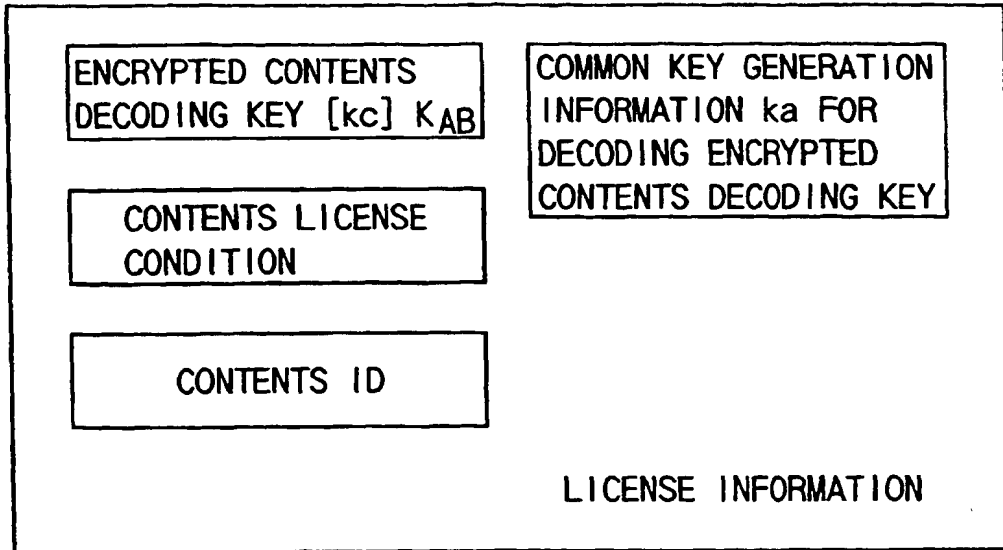 ENCRYPTED CONTENTS
DECODING KEY [kc] KAB
CONTENTS LICENSE
CONDITION
CONTENTS ID
COMMON KEY GENERATION
INFORMATION ka FOR
DECODING ENCRYPTED
CONTENTS DECODING KEY
LICENSE INFORMATION